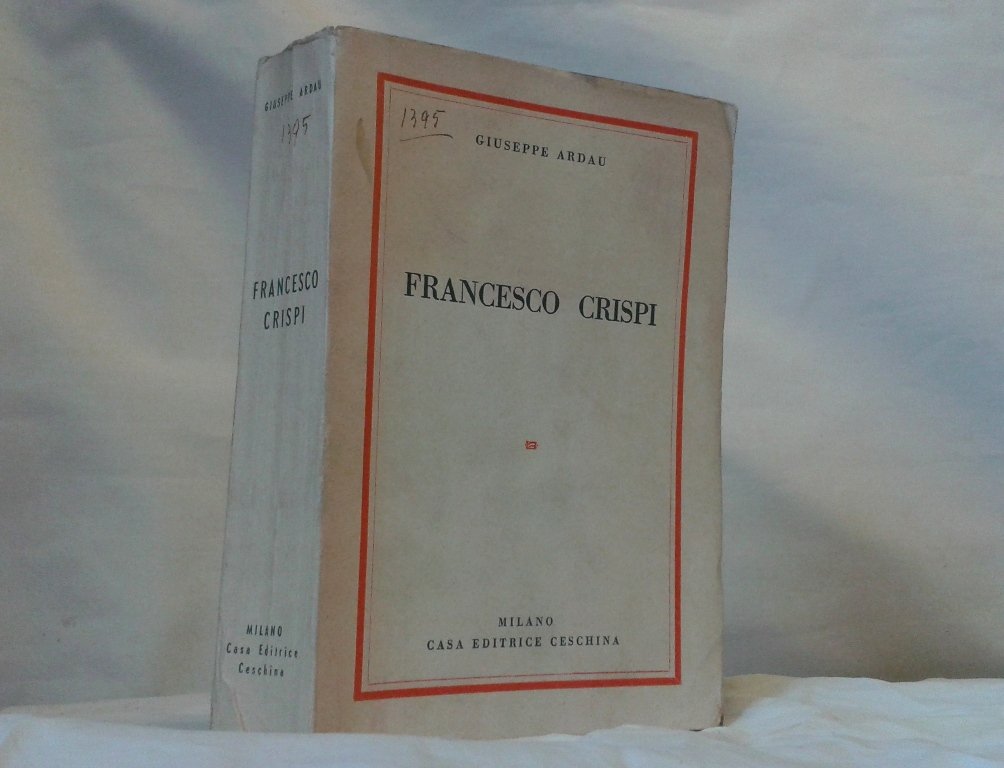 GIUSEPPE ARDAU
1395
FRANCESCO
CRISPI
MILANO
Casa Editrice
Ceschina
1395
GIUSEPPE ARDAU
FRANCESCO CRISPI
MILANO
CASA EDITRICE CESCHINA